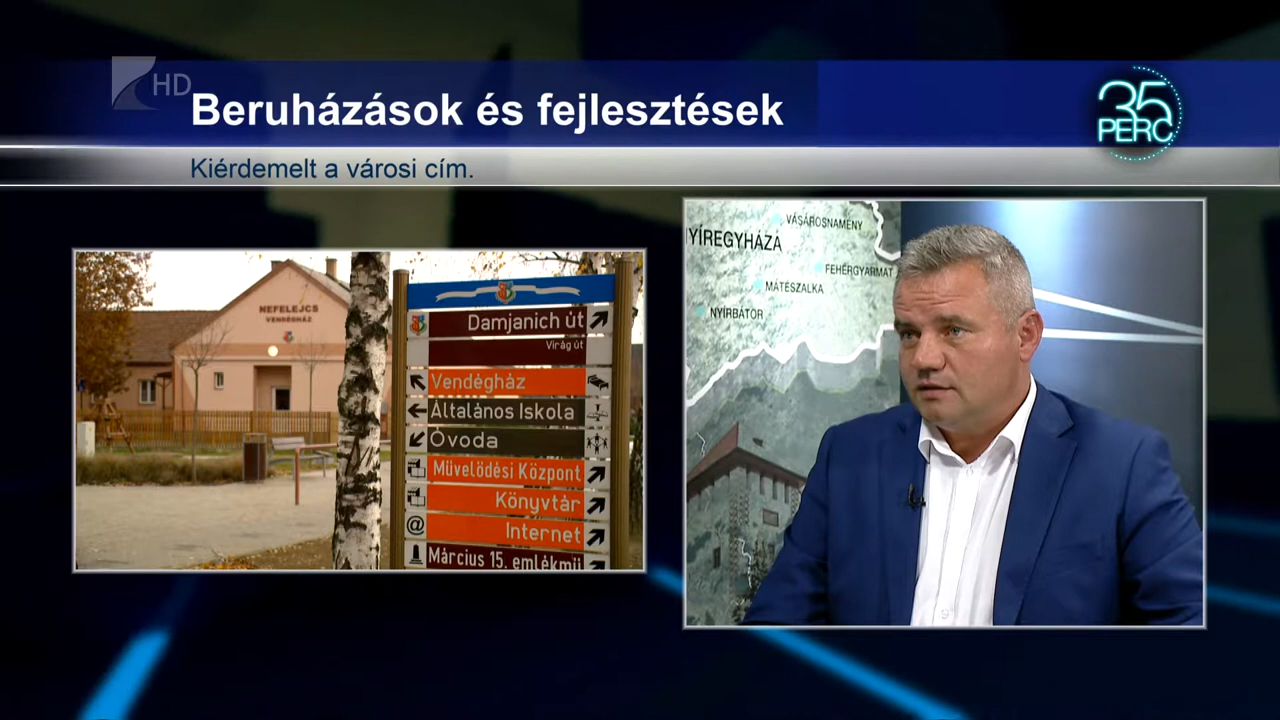 HD
Beruházások és fejlesztések
35
PERC
Kiérdemelt a városi cím.
NEFELEJCS
VENDÉGHÁZ
Damjanich út
Virág út
Vendégház
Általános Iskola
Óvoda
Művelődési Központ
Könyvtár
@ Internet
Március 15. emlékmű
VÁSÁROSNAMÉNY
NYÍREGYHÁZA
FEHÉRGYARMAT
MÁTÉSZALKA
NYÍRBÁTOR